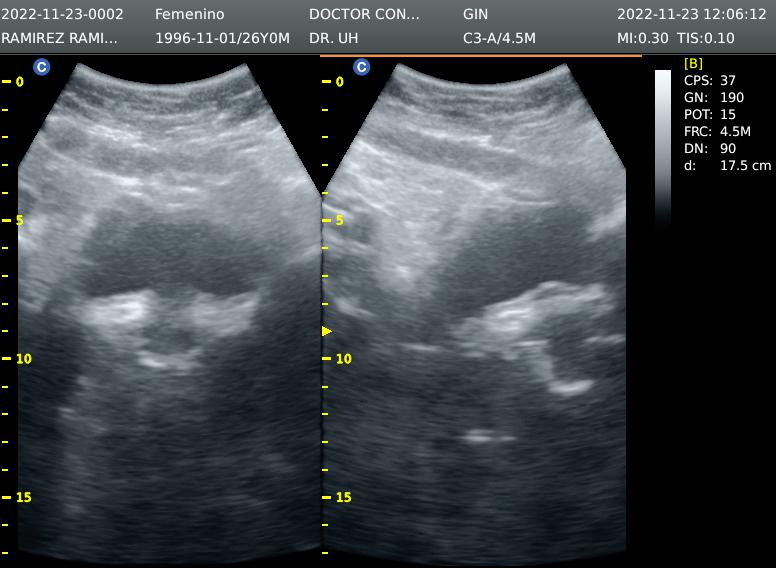 2022-11-23-0002 Femenino DOCTOR CON... GIN 2022-11-23 12:06:12
RAMIREZ RAMI... 1996-11-01/26Y0M DR. UH C3-A/4.5M MI:0.30 TIS:0.10
C C [B]
0 0 CPS: 37
GN: 190
POT: 15
FRC: 4.5M
DN: 90
d: 17.5 cm
5 5
10 10
15 15